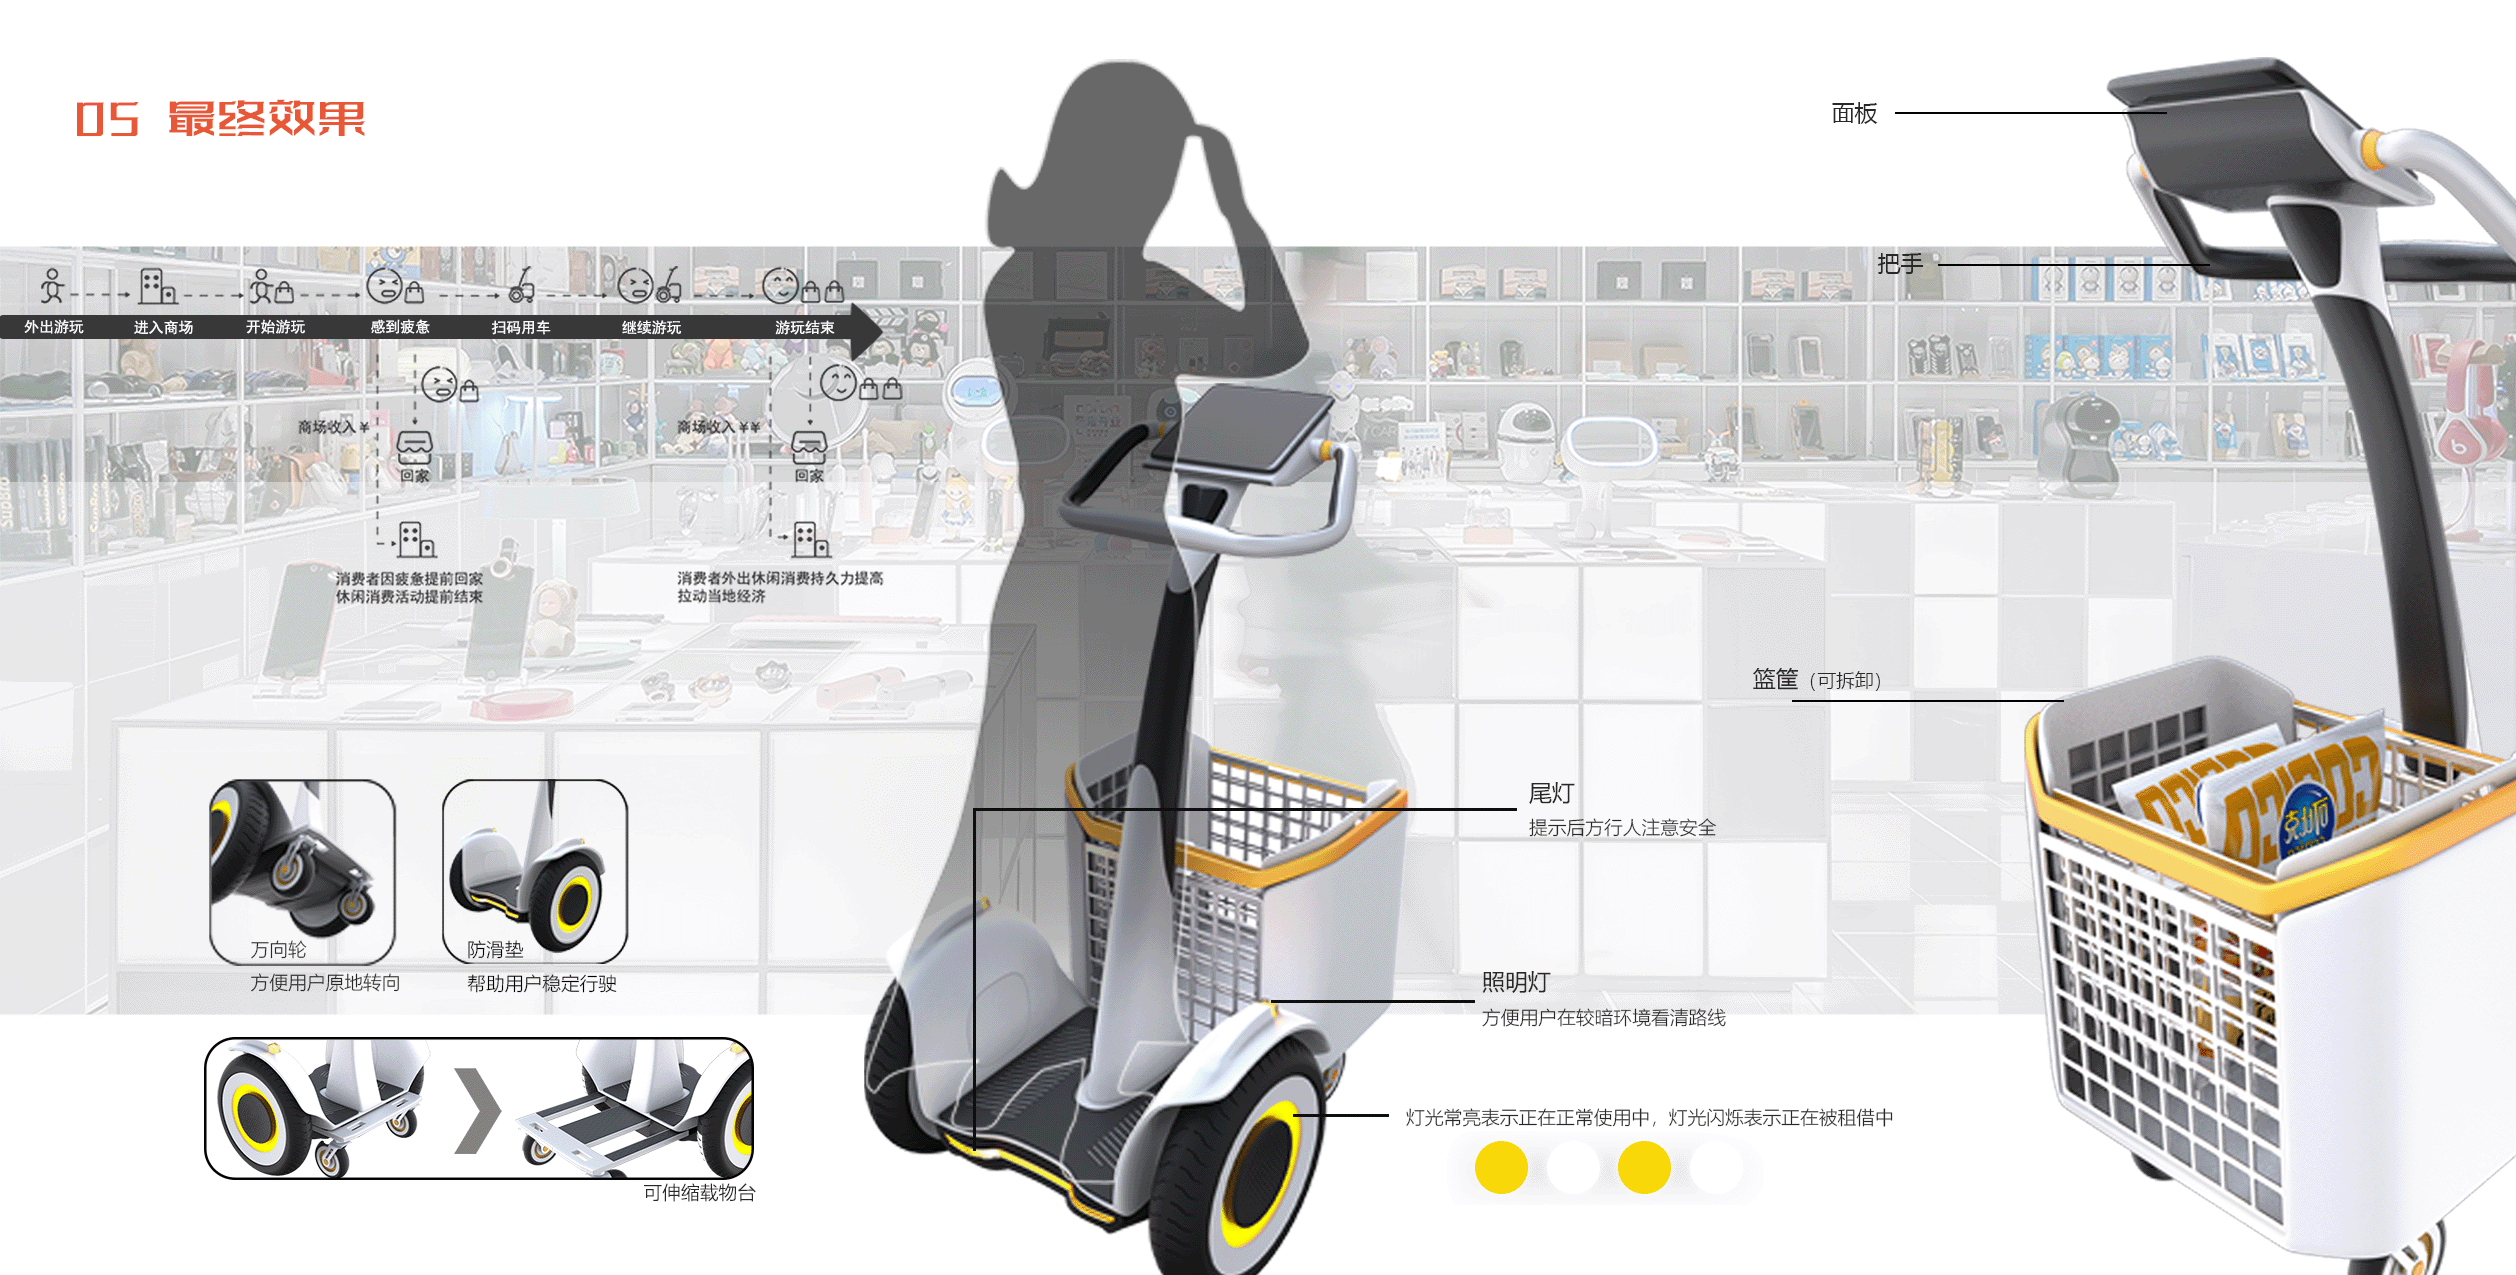 05 最终效果
外出游玩
进入商场
开始游玩
感到疲惫
扫码用车
继续游玩
游玩结束
商场收入 ¥
回家
消费者因疲惫提前回家
休闲消费活动提前结束
商场收入 ¥¥
回家
消费者外出休闲消费持久力提高
拉动当地经济
面板
把手
篮筐（可拆卸）
尾灯
提示后方行人注意安全
照明灯
方便用户在较暗环境看清路线
灯光常亮表示正在正常使用中，灯光闪烁表示正在被租借中
万向轮
方便用户原地转向
防滑垫
帮助用户稳定行驶
可伸缩载物台